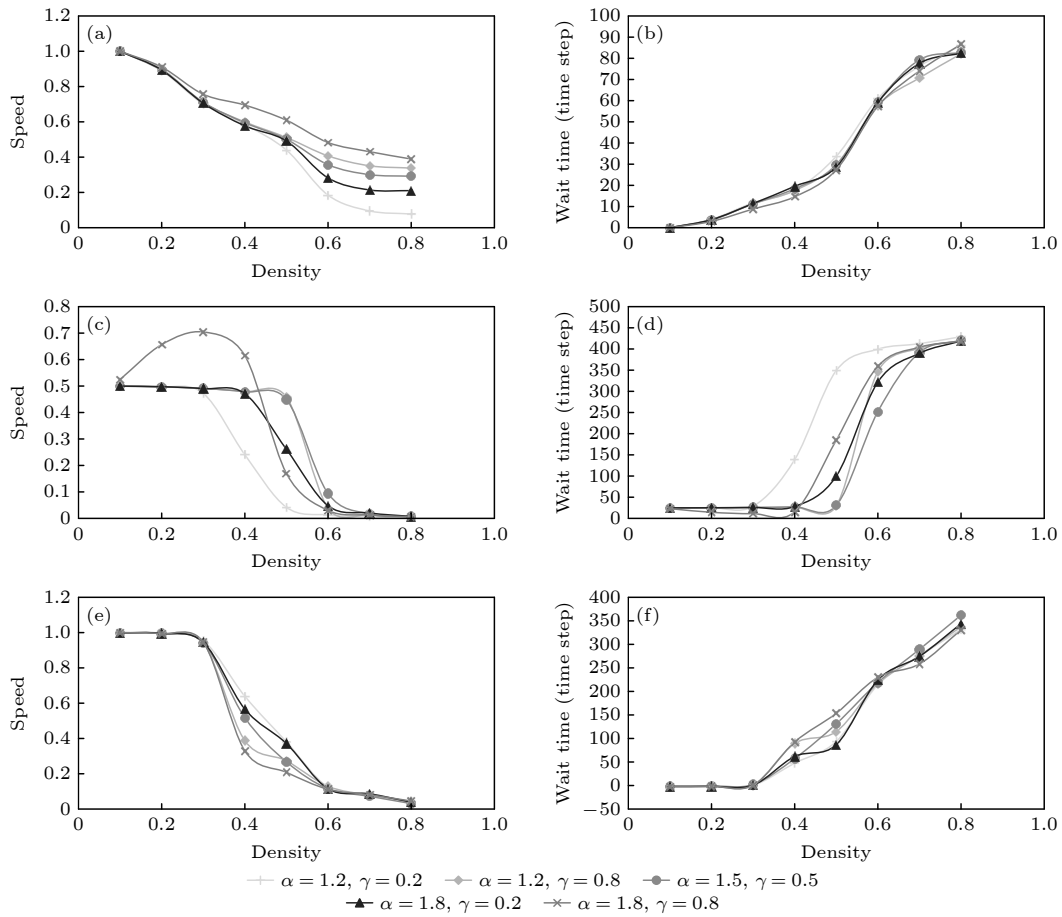 (a)
Speed
1.2
1.0
0.8
0.6
0.4
0.2
0
0 0.2 0.4 0.6 0.8 1.0
Density
(b)
Wait time (time step)
100
90
80
70
60
50
40
30
20
10
0
0 0.2 0.4 0.6 0.8 1.0
Density
(c)
Speed
0.8
0.7
0.6
0.5
0.4
0.3
0.2
0.1
0
0 0.2 0.4 0.6 0.8 1.0
Density
(d)
Wait time (time step)
500
450
400
350
300
250
200
150
100
50
0
0 0.2 0.4 0.6 0.8 1.0
Density
(e)
Speed
1.2
1.0
0.8
0.6
0.4
0.2
0
0 0.2 0.4 0.6 0.8 1.0
Density
(f)
Wait time (time step)
400
350
300
250
200
150
100
50
0
−50
0 0.2 0.4 0.6 0.8 1.0
Density
α = 1.2, γ = 0.2 α = 1.2, γ = 0.8 α = 1.5, γ = 0.5
α = 1.8, γ = 0.2 α = 1.8, γ = 0.8